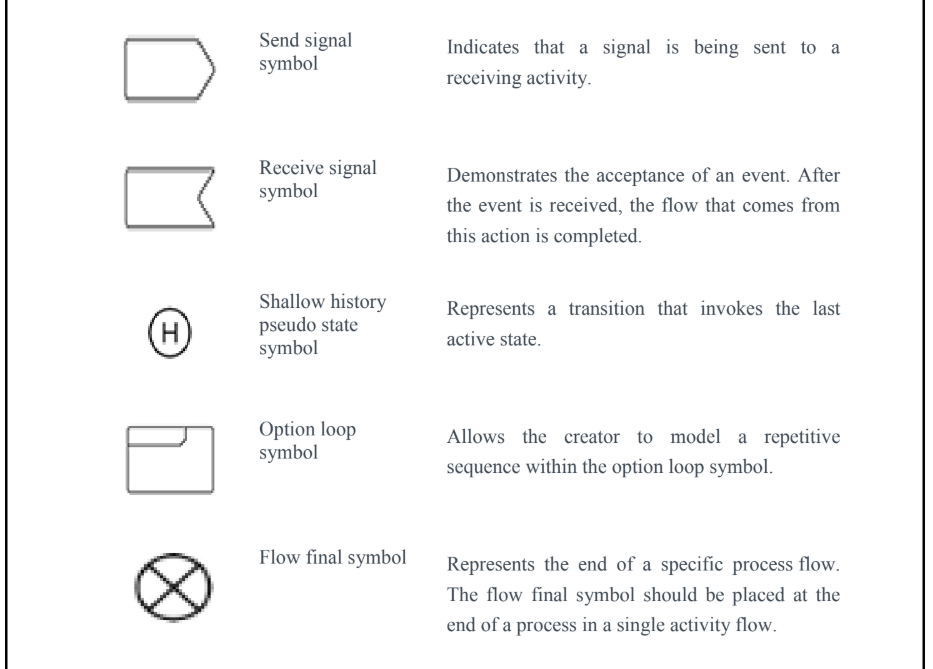 Send signal
symbol
Indicates that a signal is being sent to a
receiving activity.
Receive signal
symbol
Demonstrates the acceptance of an event. After
the event is received, the flow that comes from
this action is completed.
H
Shallow history
pseudo state
symbol
Represents a transition that invokes the last
active state.
Option loop
symbol
Allows the creator to model a repetitive
sequence within the option loop symbol.
Flow final symbol
Represents the end of a specific process flow.
The flow final symbol should be placed at the
end of a process in a single activity flow.